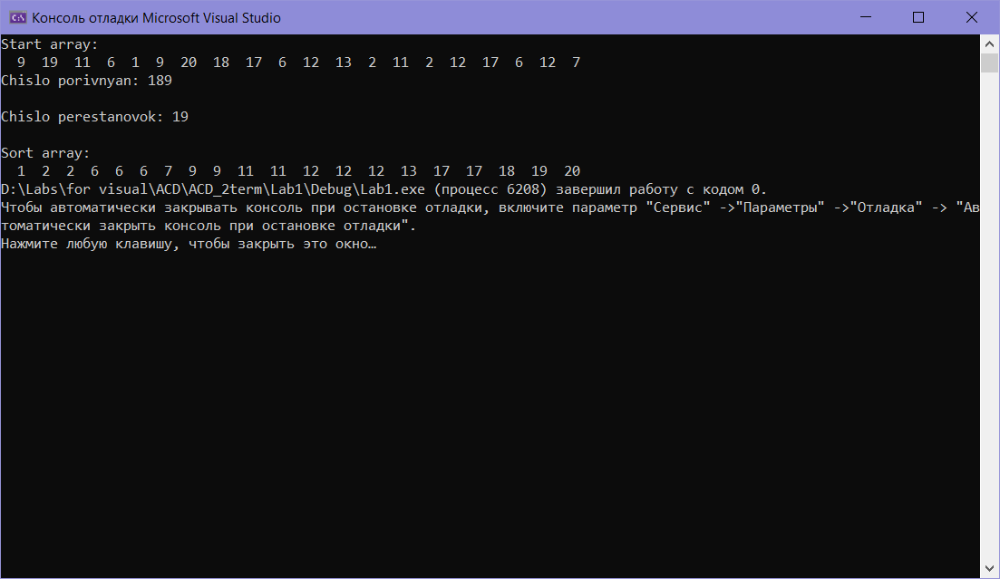 Консоль отладки Microsoft Visual Studio
Start array:
9 19 11 6 1 9 20 18 17 6 12 13 2 11 2 12 17 6 12 7
Chislo porivnyan: 189
Chislo perestanovok: 19
Sort array:
1 2 2 6 6 6 7 9 9 11 11 12 12 12 13 17 17 18 19 20
D:\Labs\for visual\ACD\ACD_2term\Lab1\Debug\Lab1.exe (процесс 6208) завершил работу с кодом 0.
Чтобы автоматически закрывать консоль при остановке отладки, включите параметр "Сервис" ->"Параметры" ->"Отладка" -> "Ав
томатически закрыть консоль при остановке отладки".
Нажмите любую клавишу, чтобы закрыть это окно…